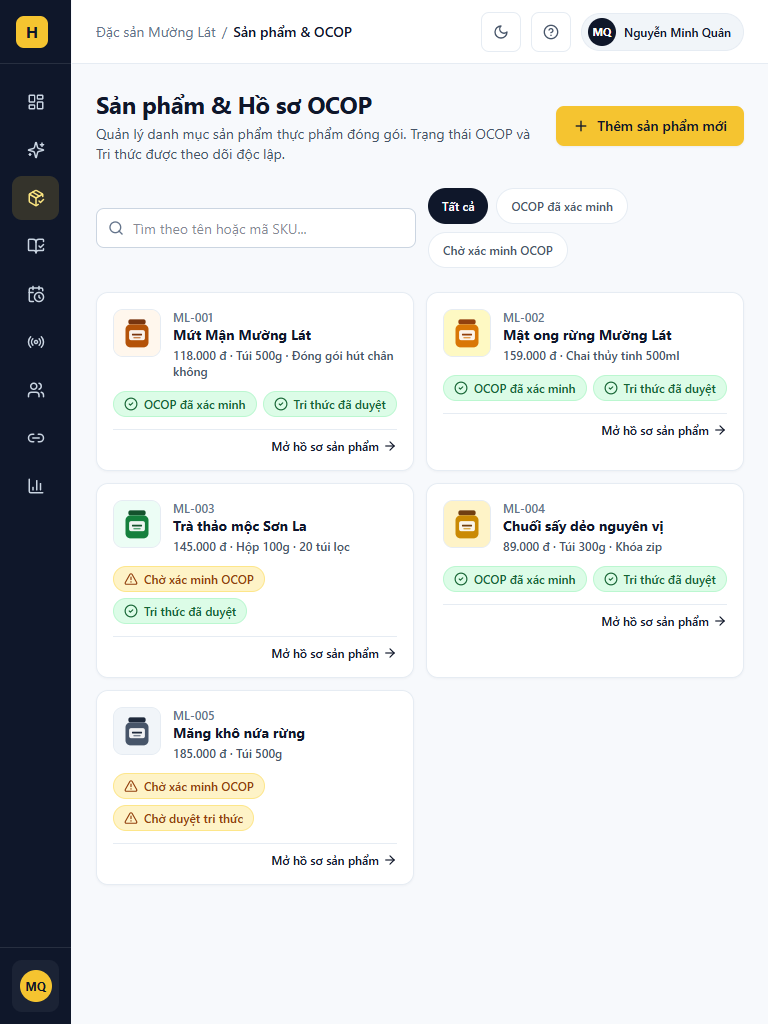 H
Đặc sản Mường Lát / Sản phẩm & OCOP
MQ Nguyễn Minh Quân
Sản phẩm & Hồ sơ OCOP
Quản lý danh mục sản phẩm thực phẩm đóng gói. Trạng thái OCOP và
Tri thức được theo dõi độc lập.
Thêm sản phẩm mới
Tìm theo tên hoặc mã SKU...
Tất cả
OCOP đã xác minh
Chờ xác minh OCOP
ML-001
Mứt Mận Mường Lát
118.000 đ · Túi 500g · Đóng gói hút chân
không
OCOP đã xác minh
Tri thức đã duyệt
Mở hồ sơ sản phẩm
ML-002
Mật ong rừng Mường Lát
159.000 đ · Chai thủy tinh 500ml
OCOP đã xác minh
Tri thức đã duyệt
Mở hồ sơ sản phẩm
ML-003
Trà thảo mộc Sơn La
145.000 đ · Hộp 100g · 20 túi lọc
Chờ xác minh OCOP
Tri thức đã duyệt
Mở hồ sơ sản phẩm
ML-004
Chuối sấy dẻo nguyên vị
89.000 đ · Túi 300g · Khóa zip
OCOP đã xác minh
Tri thức đã duyệt
Mở hồ sơ sản phẩm
ML-005
Măng khô nứa rừng
185.000 đ · Túi 500g
Chờ xác minh OCOP
Chờ duyệt tri thức
Mở hồ sơ sản phẩm
MQ